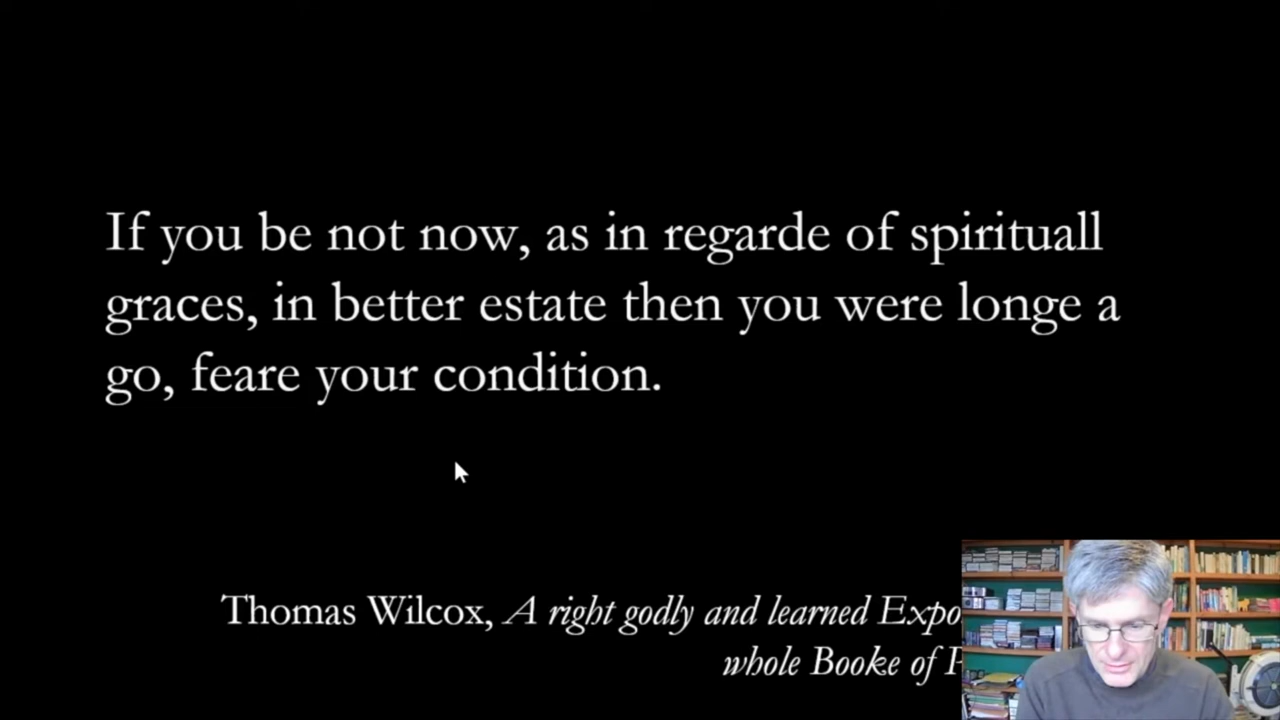 If you be not now, as in regarde of spirituall
graces, in better estate then you were longe a
go, feare your condition.
Thomas Wilcox, A right godly and learned
whole Booke of